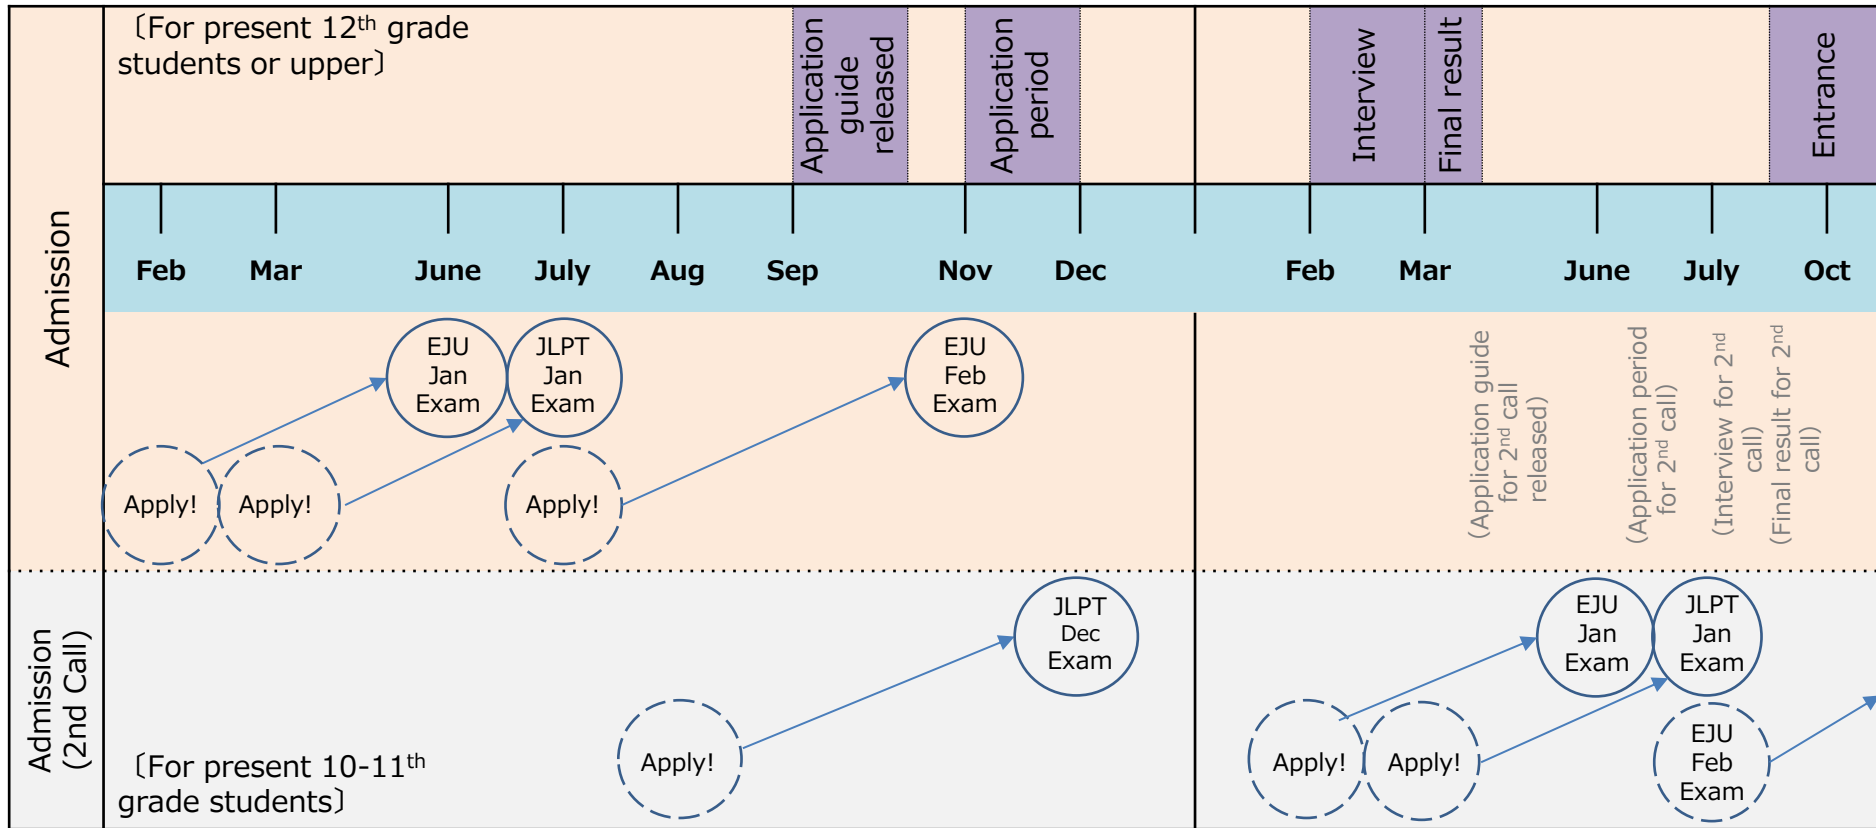 〔For present 12th grade
students or upper〕
Application
guide
released
Application
period
Interview
Final result
Entrance
Admission
Feb
Mar
June
July
Aug
Sep
Nov
Dec
Feb
Mar
June
July
Oct
EJU
Jan
Exam
JLPT
Jan
Exam
EJU
Feb
Exam
Apply!
Apply!
Apply!
(Application guide
for 2nd call
released)
(Application period
for 2nd call)
(Interview for 2nd
call)
(Final result for 2nd
call)
Admission
(2nd Call)
JLPT
Dec
Exam
EJU
Jan
Exam
JLPT
Jan
Exam
Apply!
Apply!
Apply!
EJU
Feb
Exam
〔For present 10-11th
grade students〕